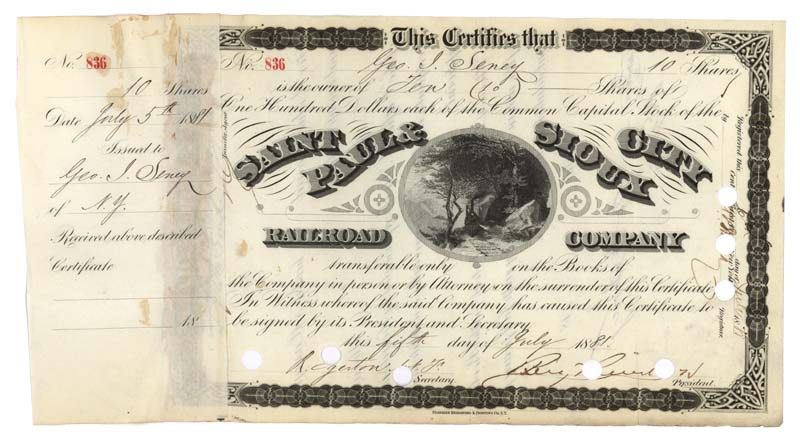 No. 836
10 Shares
Date July 5th 1881
Issued to
Geo. I. Seney
of N.Y.
Received above described
Certificate
18
This Certifies that
No. 836
Geo. I. Seney
10 Shares
is the owner of Ten (10) Shares of
One Hundred Dollars each of the Common Capital Stock of the
SAINT PAUL & SIOUX CITY
RAILROAD COMPANY
transferable only on the Books of
the Company in person or by Attorney on the surrender of this Certificate
In Witness whereof the said Company has caused this Certificate to
be signed by its President and Secretary
this fifth day of July 1881.
Secretary.
President.
Registered this
Registrar